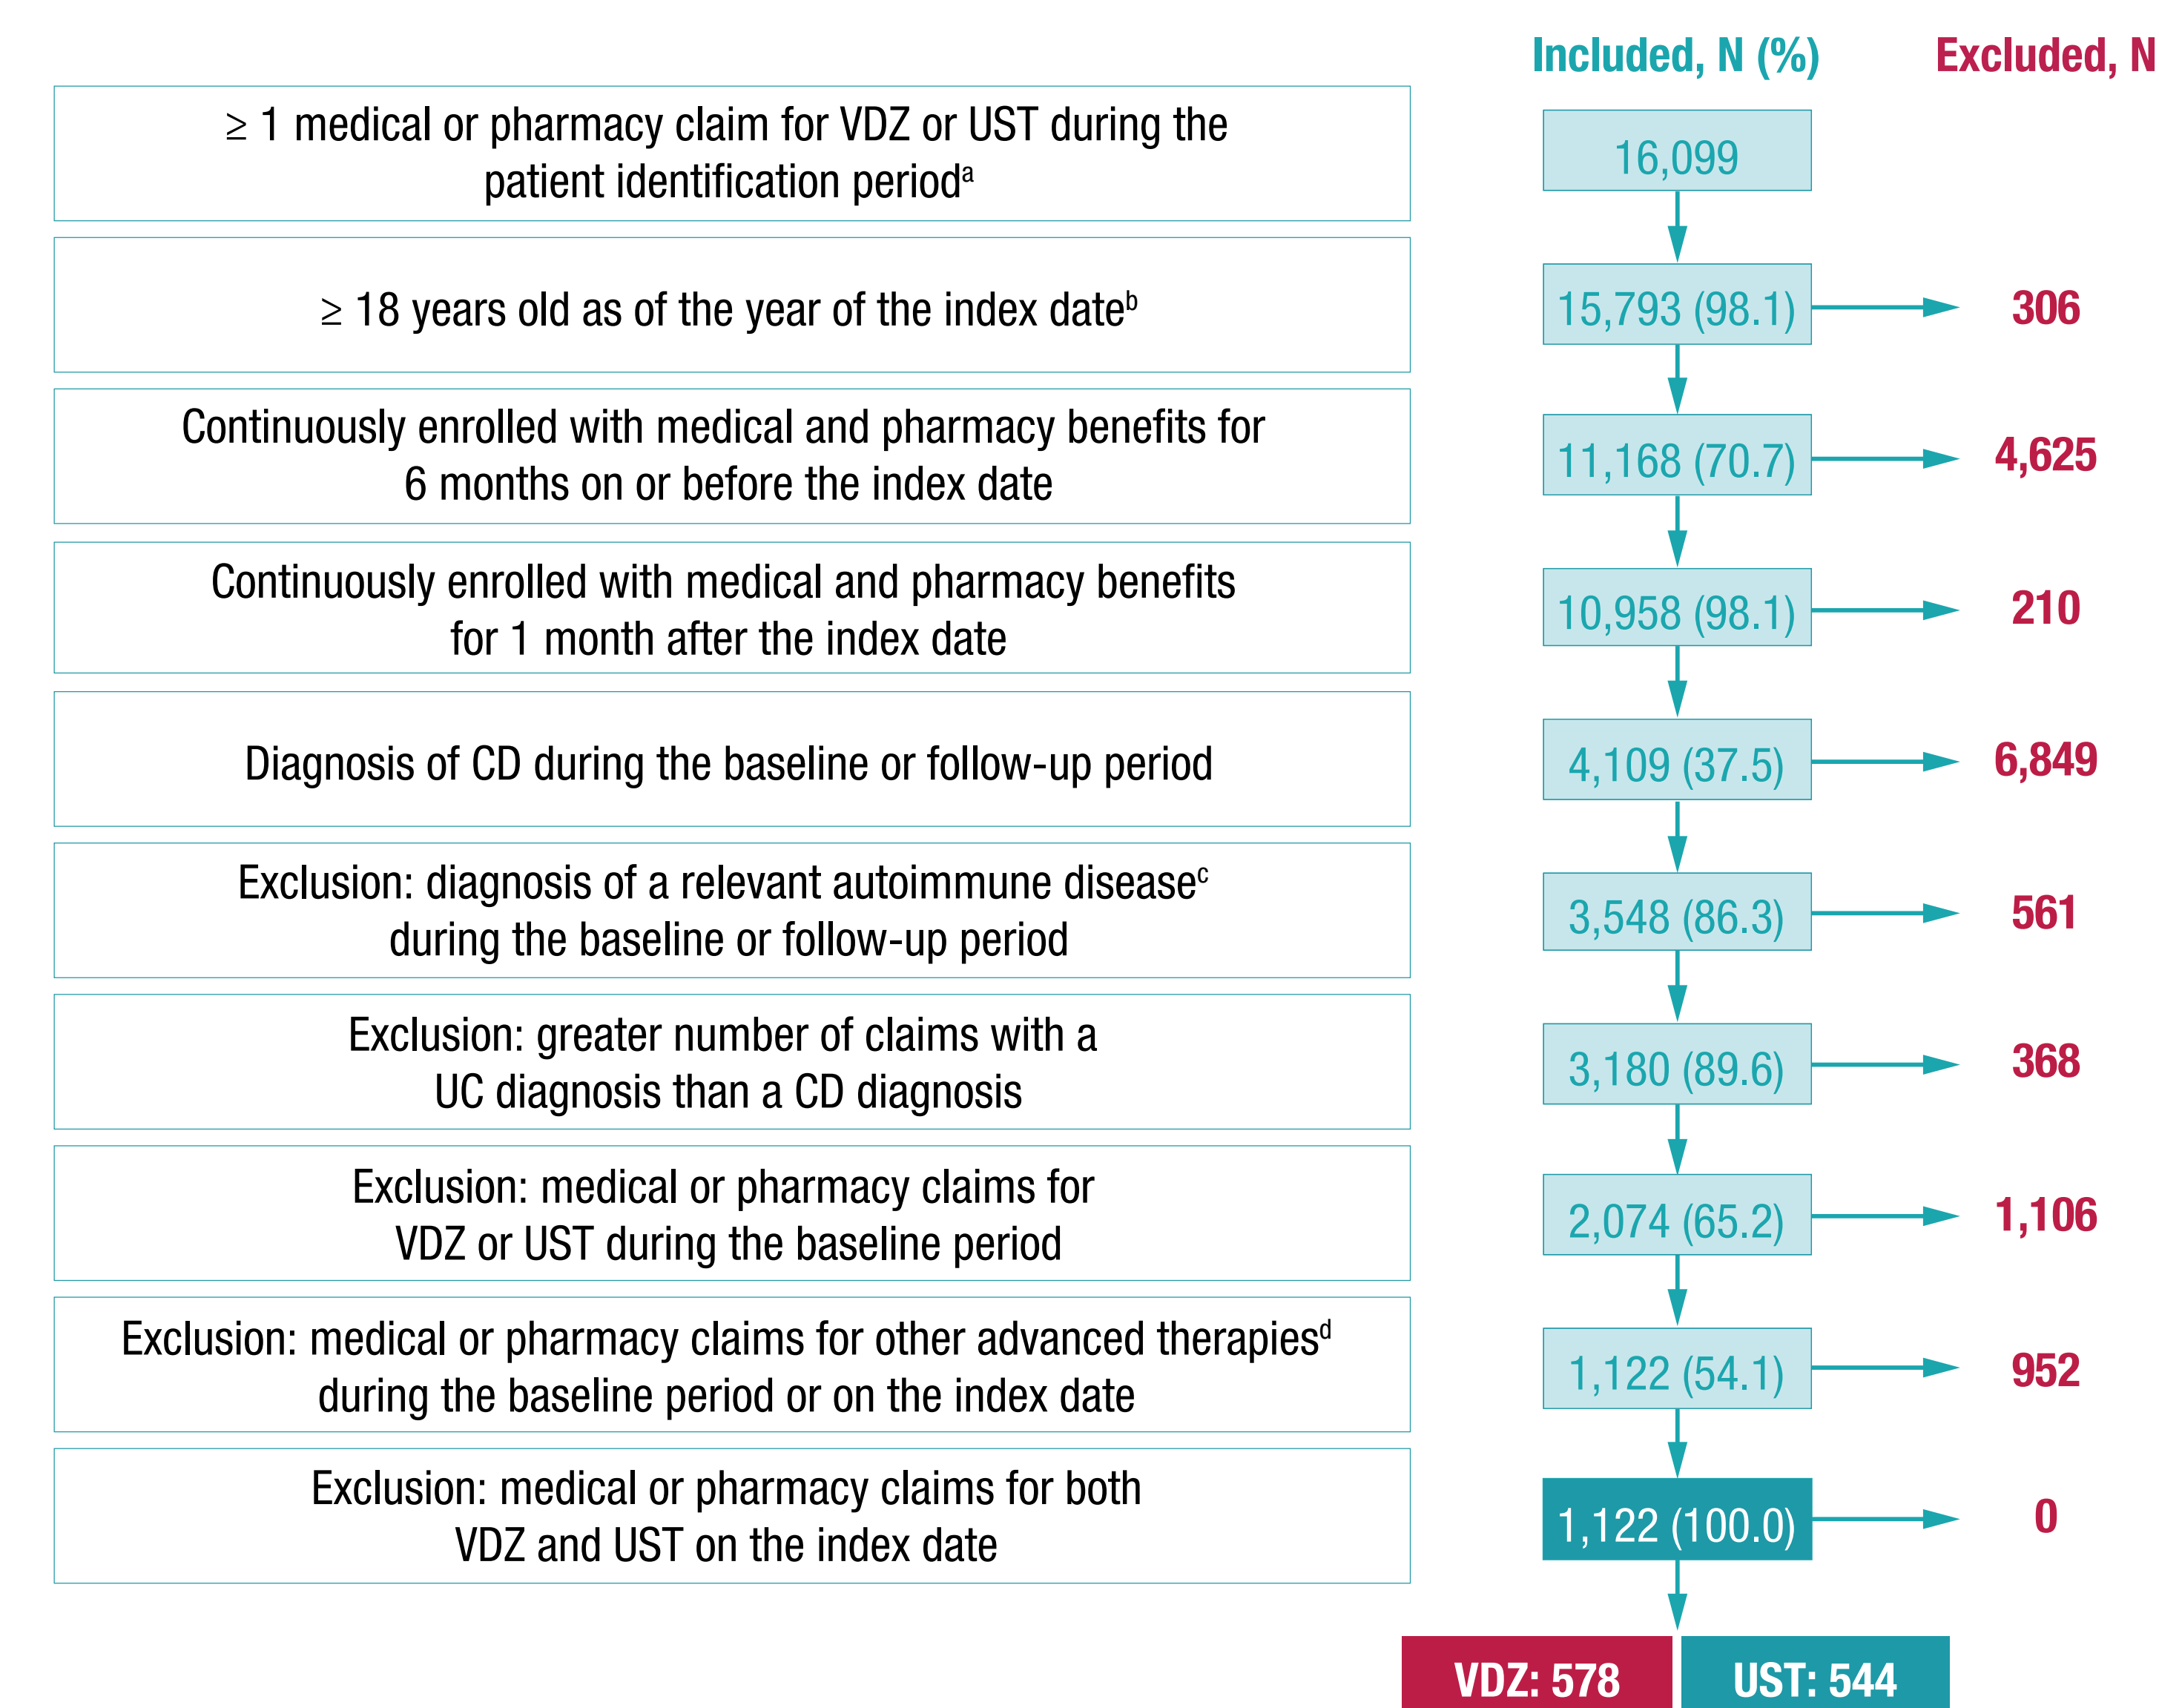 Included, N (%) Excluded, N
≥ 1 medical or pharmacy claim for VDZ or UST during the
patient identification periodᵃ
16,099
≥ 18 years old as of the year of the index dateᵇ
15,793 (98.1)
306
Continuously enrolled with medical and pharmacy benefits for
6 months on or before the index date
11,168 (70.7)
4,625
Continuously enrolled with medical and pharmacy benefits
for 1 month after the index date
10,958 (98.1)
210
Diagnosis of CD during the baseline or follow-up period
4,109 (37.5)
6,849
Exclusion: diagnosis of a relevant autoimmune diseaseᶜ
during the baseline or follow-up period
3,548 (86.3)
561
Exclusion: greater number of claims with a
UC diagnosis than a CD diagnosis
3,180 (89.6)
368
Exclusion: medical or pharmacy claims for
VDZ or UST during the baseline period
2,074 (65.2)
1,106
Exclusion: medical or pharmacy claims for other advanced therapiesᵈ
during the baseline period or on the index date
1,122 (54.1)
952
Exclusion: medical or pharmacy claims for both
VDZ and UST on the index date
1,122 (100.0)
0
VDZ: 578
UST: 544